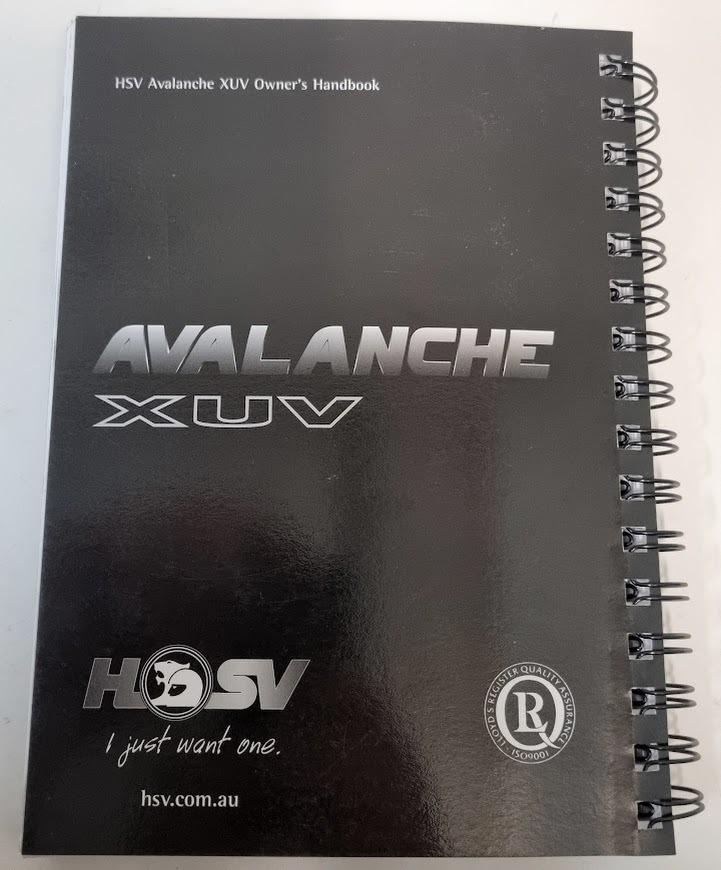 HSV Avalanche XUV Owner's Handbook
AVALANCHE
XUV
HSV
I just want one.
hsv.com.au
LLOYD'S REGISTER QUALITY ASSURANCE
LRQ
· ISO9001 ·